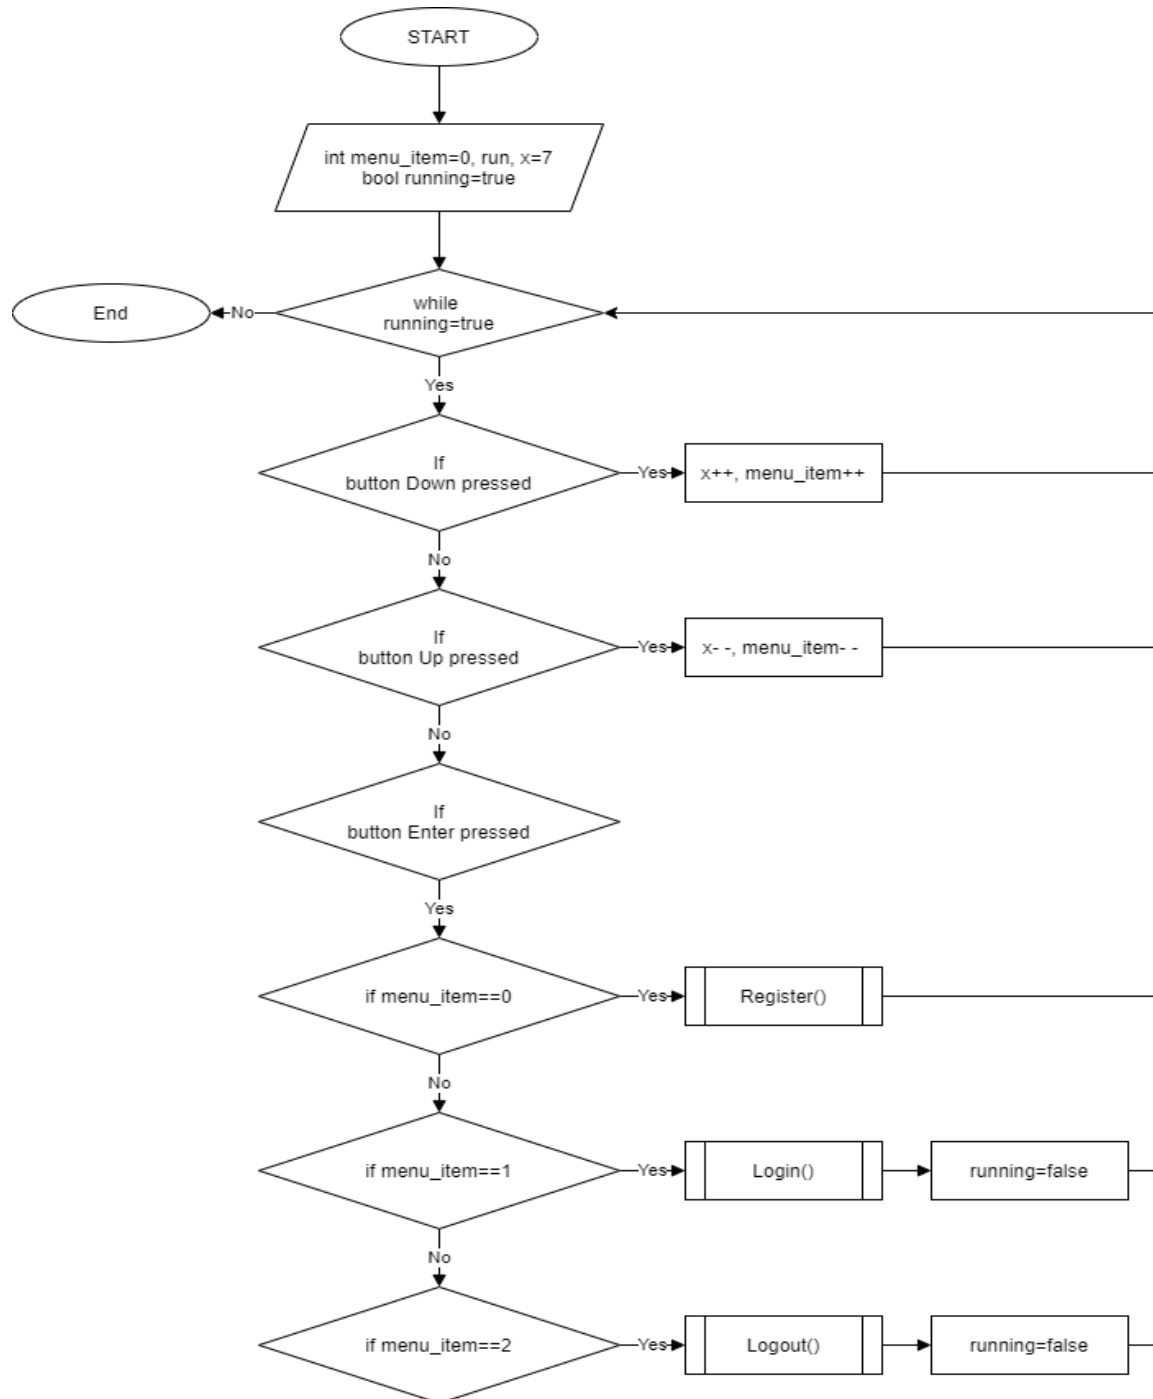 START
int menu_item=0, run, x=7
bool running=true
while
running=true
No
End
Yes
If
button Down pressed
Yes
x++, menu_item++
No
If
button Up pressed
Yes
x- -, menu_item- -
No
If
button Enter pressed
Yes
if menu_item==0
Yes
Register()
No
if menu_item==1
Yes
Login()
running=false
No
if menu_item==2
Yes
Logout()
running=false